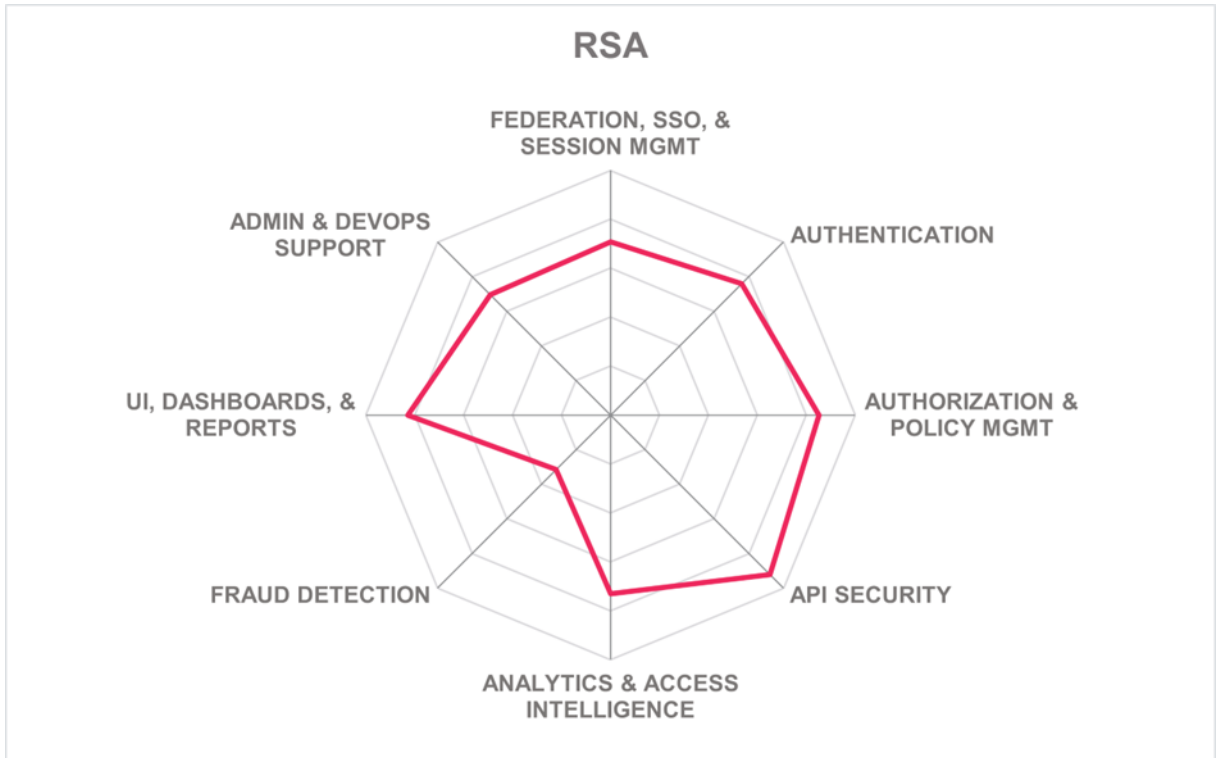 RSA
FEDERATION, SSO, &
SESSION MGMT
ADMIN & DEVOPS
SUPPORT
AUTHENTICATION
UI, DASHBOARDS, &
REPORTS
AUTHORIZATION &
POLICY MGMT
FRAUD DETECTION
API SECURITY
ANALYTICS & ACCESS
INTELLIGENCE